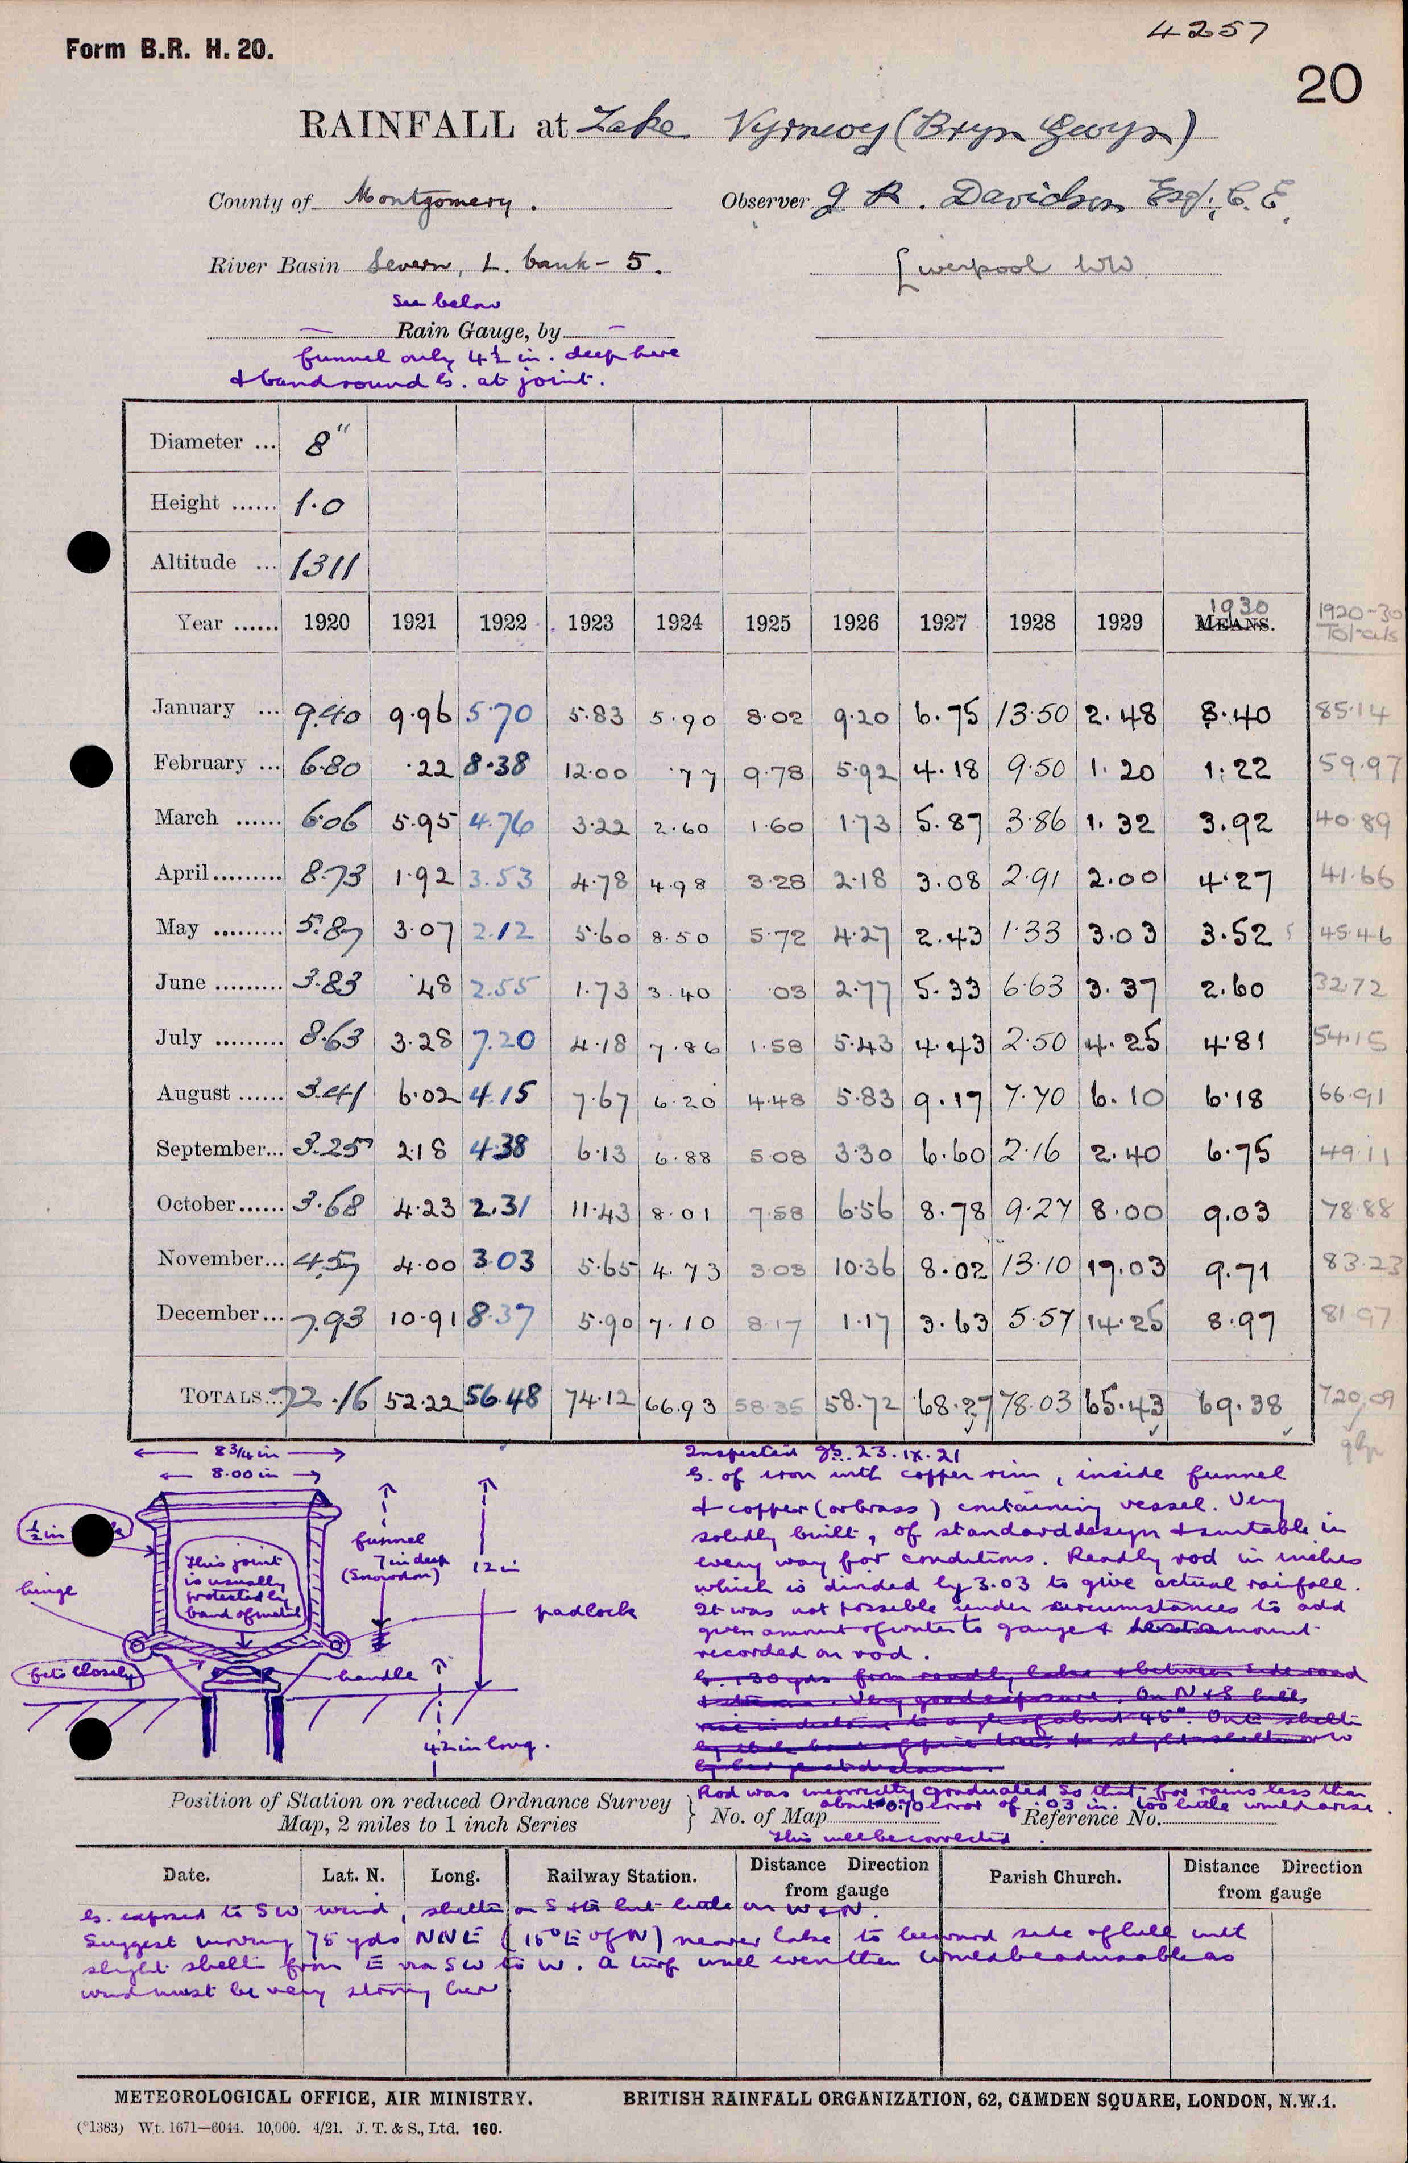 Form B.R. H. 20.
4257
20
RAINFALL at Lake Vyrnwy (Bryn Gwyn)
County of Montgomery.
Observer J R. Davidson Esq., C.E.
River Basin Severn, L. bank - 5.
Liverpool WW
See below
— Rain Gauge, by —
funnel only 4½ in. deep here
& band round G. at joint.
Diameter ... 8"
Height ...... 1.0
Altitude ... 1311
Year ...... 1920 1921 1922 1923 1924 1925 1926 1927 1928 1929 1930 MEANS. 1920-30 Totals
January ... 9.40 9.96 5.70 5.83 5.90 8.02 9.20 6.75 13.50 2.48 8.40 85.14
February ... 6.80 .22 8.38 12.00 .77 9.78 5.92 4.18 9.50 1.20 1.22 59.97
March ...... 6.06 5.95 4.76 3.22 2.60 1.60 1.73 5.87 3.86 1.32 3.92 40.89
April ......... 8.73 1.92 3.53 4.78 4.98 3.28 2.18 3.08 2.91 2.00 4.27 41.66
May ......... 5.87 3.07 2.12 5.60 8.50 5.72 4.27 2.43 1.33 3.03 3.52 45.46
June ......... 3.83 .48 2.55 1.73 3.40 .03 2.77 5.33 6.63 3.37 2.60 32.72
July ......... 8.63 3.28 7.20 4.18 7.86 1.58 5.43 4.43 2.50 4.25 4.81 54.15
August ...... 3.41 6.02 4.15 7.67 6.20 4.48 5.83 9.17 7.70 6.10 6.18 66.91
September... 3.25 2.18 4.38 6.13 6.88 5.08 3.30 6.60 2.16 2.40 6.75 49.11
October...... 3.68 4.23 2.31 11.43 8.01 7.58 6.56 8.78 9.27 8.00 9.03 78.88
November... 4.57 4.00 3.03 5.65 4.73 3.03 10.36 8.02 13.10 17.03 9.71 83.23
December... 7.93 10.91 8.37 5.90 7.10 8.17 1.17 3.63 5.57 14.25 8.97 81.97
TOTALS... 72.16 52.22 56.48 74.12 66.93 58.35 58.72 68.27 78.03 65.43 69.38 720.09
8 3/4 in
8.00 in
½ in
hinge
This joint
is usually
protected by
band of metal
funnel
7 in deep
(Snowdon)
12 in
padlock
fits closely
handle
42 in long.
Inspected 23.IX.21
G. of iron with copper rim, inside funnel
& copper (or brass) containing vessel. Very
solidly built, of standard design & suitable in
every way for conditions. Readly rod in inches
which is divided by 3.03 to give actual rainfall.
It was not possible under circumstances to add
given amount of water to gauge & test amount
recorded on rod.
G. 130 yds from road by lake & between side road
Very good exposure. On N & S hills
rise in distance to angle of about 45°. Only shelter
Rod was incorrectly graduated so that for rains less than
about error of .03 in. too little would arise.
This will be corrected.
Position of Station on reduced Ordnance Survey
Map, 2 miles to 1 inch Series } No. of Map Reference No.
Date. Lat. N. Long. Railway Station. Distance Direction from gauge Parish Church. Distance Direction from gauge
G. exposed to SW wind, shelter on S & E but little on W & N.
Suggest moving 75 yds NNE (15° E of N) nearer lake to leeward side of hill with
slight shelter from E via SW to W. A turf wall even then would be advisable as
wind must be very strong here
METEOROLOGICAL OFFICE, AIR MINISTRY. BRITISH RAINFALL ORGANIZATION, 62, CAMDEN SQUARE, LONDON, N.W.1.
(*1383) Wt. 1671—6044. 10,000. 4/21. J. T. & S., Ltd. 160.